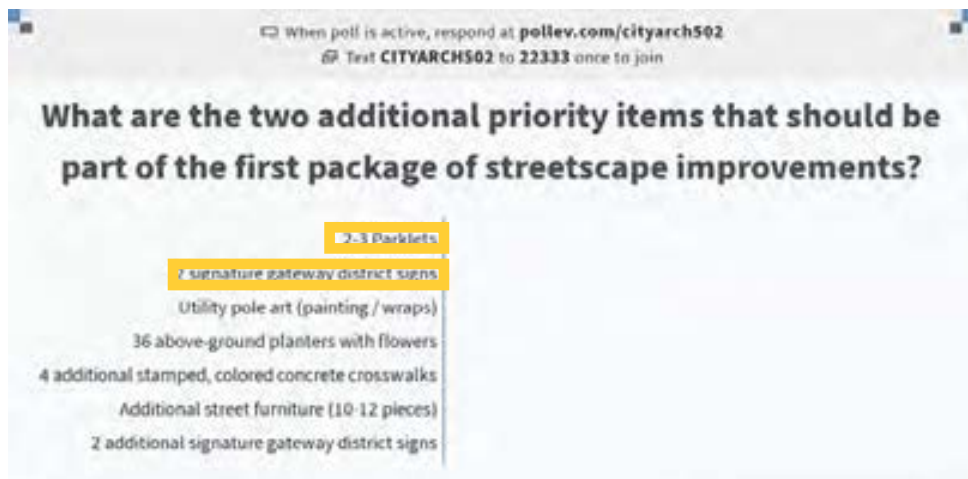 When poll is active, respond at pollev.com/cityarch502
Text CITYARCH502 to 22333 once to join
What are the two additional priority items that should be
part of the first package of streetscape improvements?
2-3 Parklets
2 signature gateway district signs
Utility pole art (painting / wraps)
36 above-ground planters with flowers
4 additional stamped, colored concrete crosswalks
Additional street furniture (10-12 pieces)
2 additional signature gateway district signs